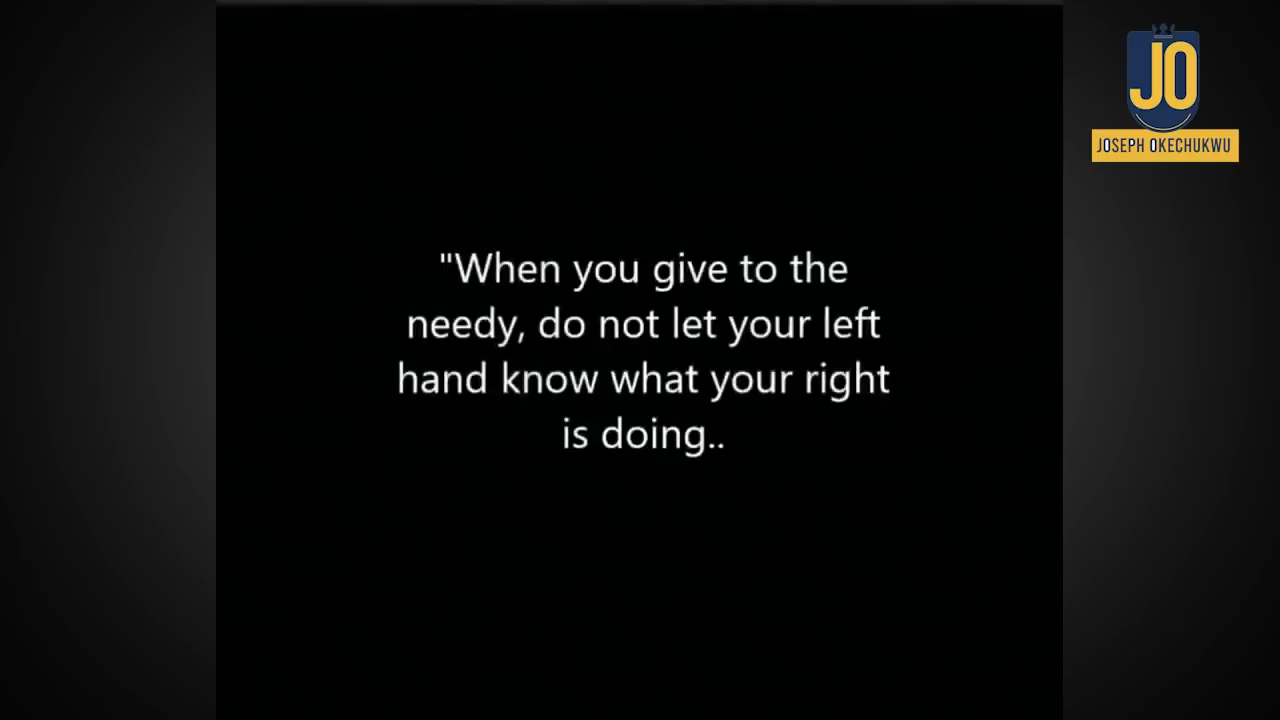 JO
JOSEPH OKECHUKWU
"When you give to the
needy, do not let your left
hand know what your right
is doing..